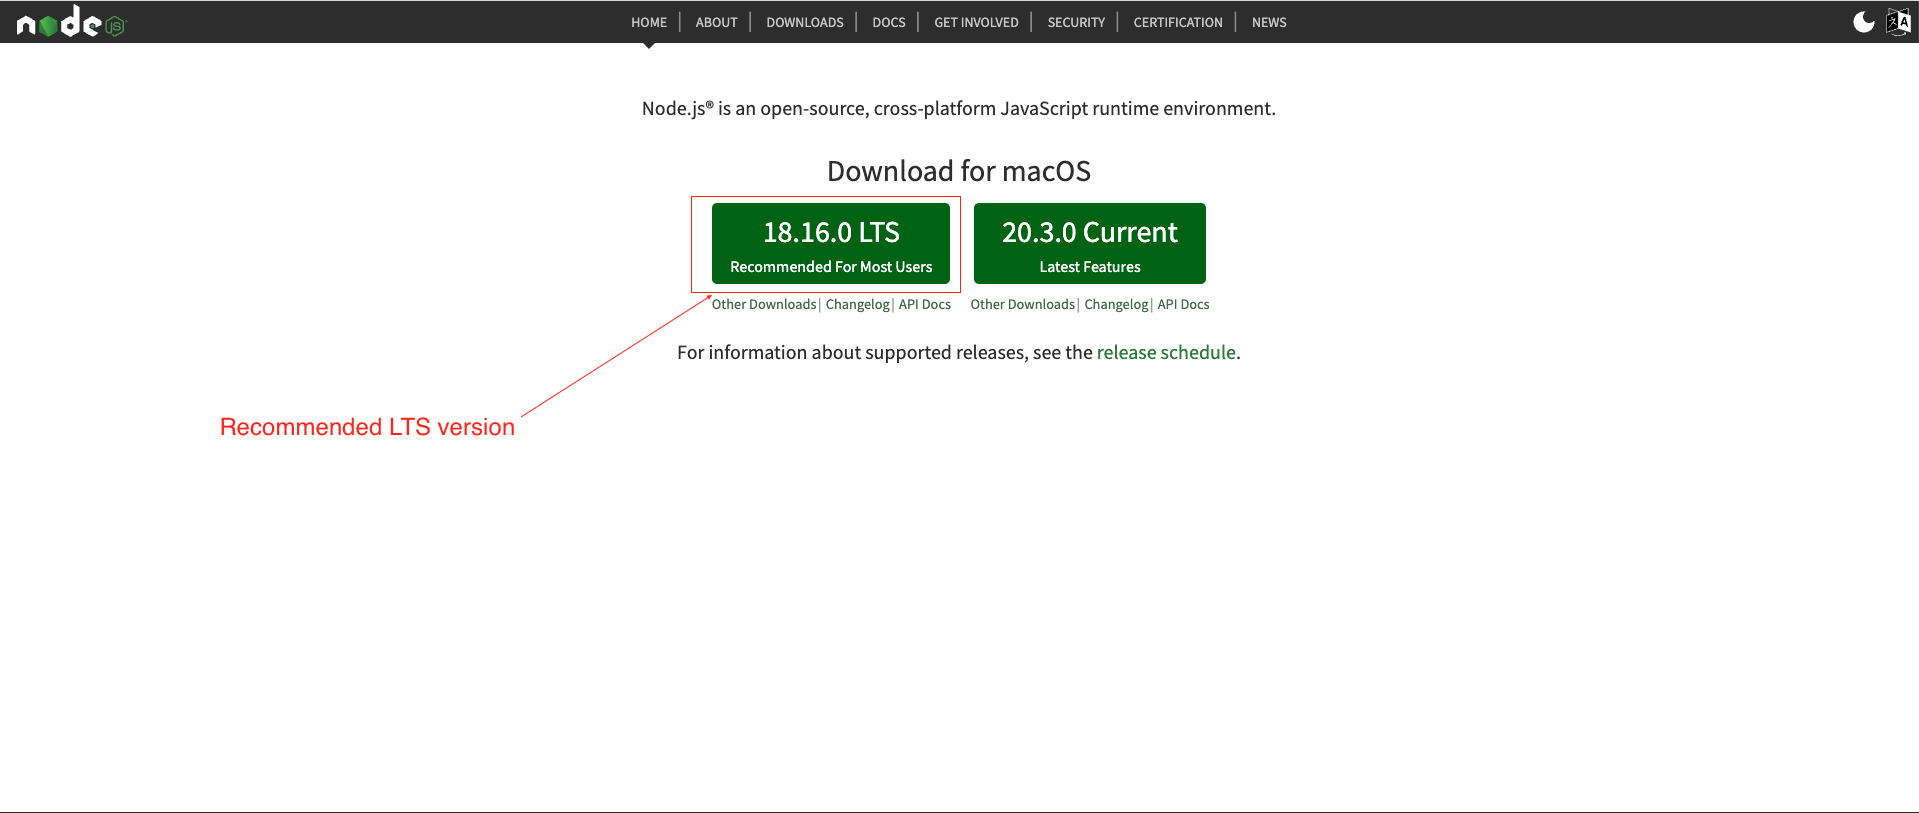 node JS
HOME | ABOUT | DOWNLOADS | DOCS | GET INVOLVED | SECURITY | CERTIFICATION | NEWS
Node.js® is an open-source, cross-platform JavaScript runtime environment.
Download for macOS
18.16.0 LTS
Recommended For Most Users
20.3.0 Current
Latest Features
Other Downloads | Changelog | API Docs
Other Downloads | Changelog | API Docs
For information about supported releases, see the release schedule.
Recommended LTS version